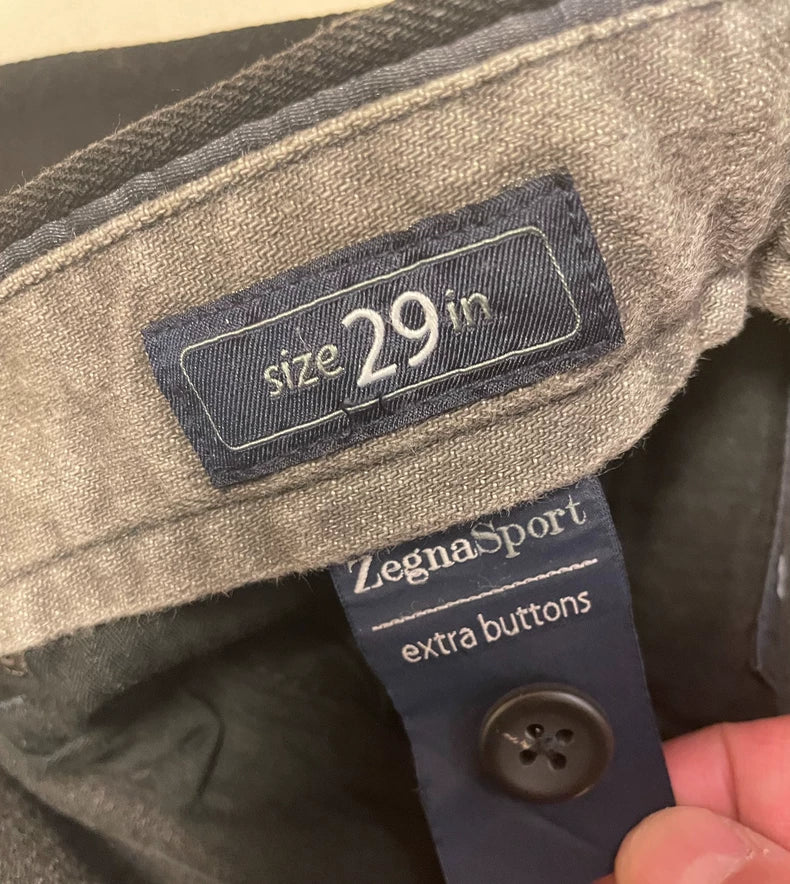 size 29 in
ZegnaSport
extra buttons